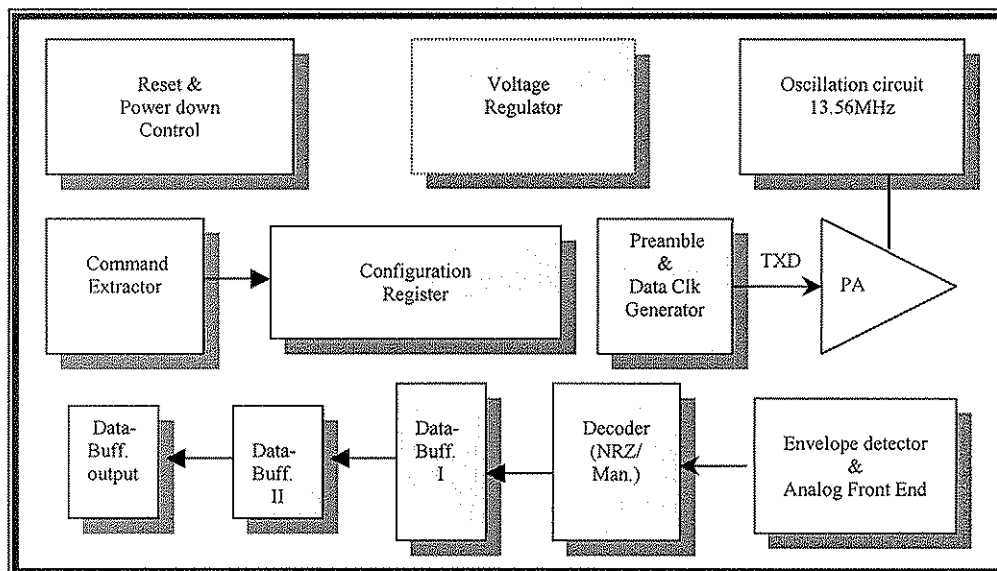 Reset &
Power down
Control
Voltage
Regulator
Oscillation circuit
13.56MHz
Command
Extractor
Configuration
Register
Preamble
&
Data Clk
Generator
TXD
PA
Data-
Buff.
output
Data-
Buff.
II
Data-
Buff.
I
Decoder
(NRZ/
Man.)
Envelope detector
&
Analog Front End